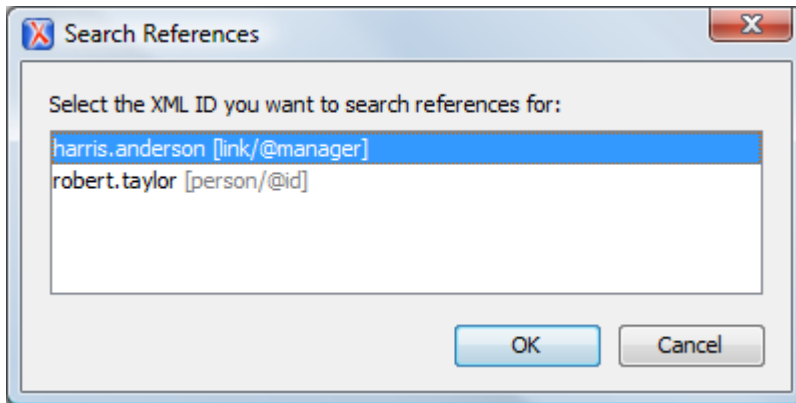 Search References
Select the XML ID you want to search references for:
harris.anderson [link/@manager]
robert.taylor [person/@id]
OK
Cancel